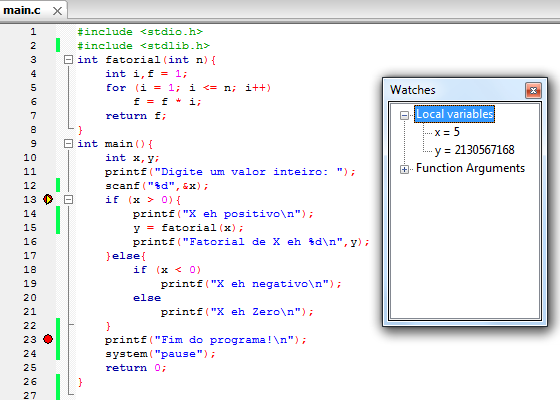 main.c
1 #include <stdio.h>
2 #include <stdlib.h>
3 int fatorial(int n){
4 int i,f = 1;
5 for (i = 1; i <= n; i++)
6 f = f * i;
7 return f;
8 }
9 int main(){
10 int x,y;
11 printf("Digite um valor inteiro: ");
12 scanf("%d",&x);
13 if (x > 0){
14 printf("X eh positivo\n");
15 y = fatorial(x);
16 printf("Fatorial de X eh %d\n",y);
17 }else{
18 if (x < 0)
19 printf("X eh negativo\n");
20 else
21 printf("X eh Zero\n");
22 }
23 printf("Fim do programa!\n");
24 system("pause");
25 return 0;
26 }
27
Watches
Local variables
x = 5
y = 2130567168
Function Arguments